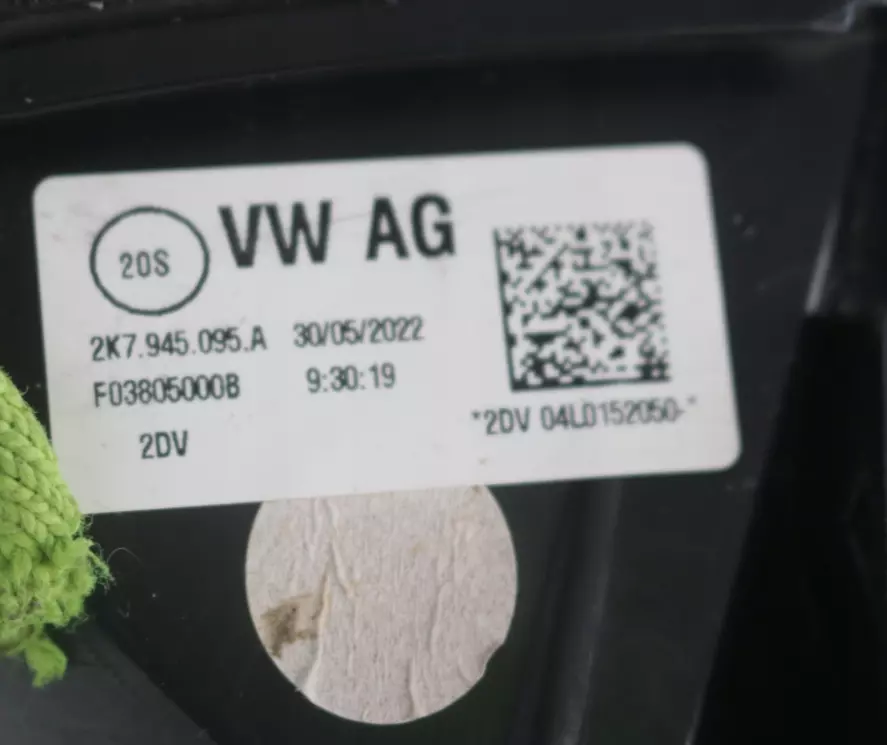 20S
VW AG
2K7.945.095.A 30/05/2022
F03805000B 9:30:19
2DV
*2DV 04L0152050-*